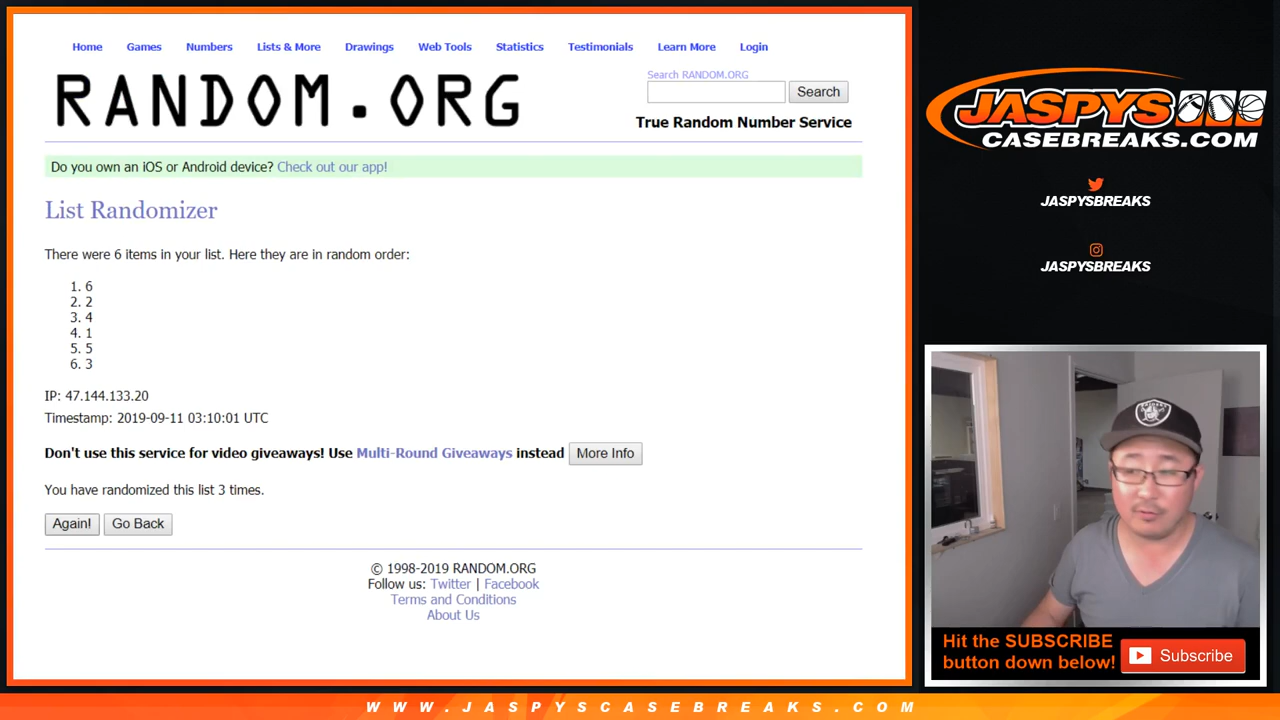 Home Games Numbers Lists & More Drawings Web Tools Statistics Testimonials Learn More Login
RANDOM.ORG
Search RANDOM.ORG
Search
True Random Number Service
Do you own an iOS or Android device? Check out our app!
List Randomizer
There were 6 items in your list. Here they are in random order:
1. 6
2. 2
3. 4
4. 1
5. 5
6. 3
IP: 47.144.133.20
Timestamp: 2019-09-11 03:10:01 UTC
Don't use this service for video giveaways! Use Multi-Round Giveaways instead More Info
You have randomized this list 3 times.
Again! Go Back
© 1998-2019 RANDOM.ORG
Follow us: Twitter | Facebook
Terms and Conditions
About Us
JASPYS
CASEBREAKS.COM
JASPYSBREAKS
JASPYSBREAKS
RAIDERS
Hit the SUBSCRIBE
button down below!
Subscribe
WWW.JASPYSCASEBREAKS.COM